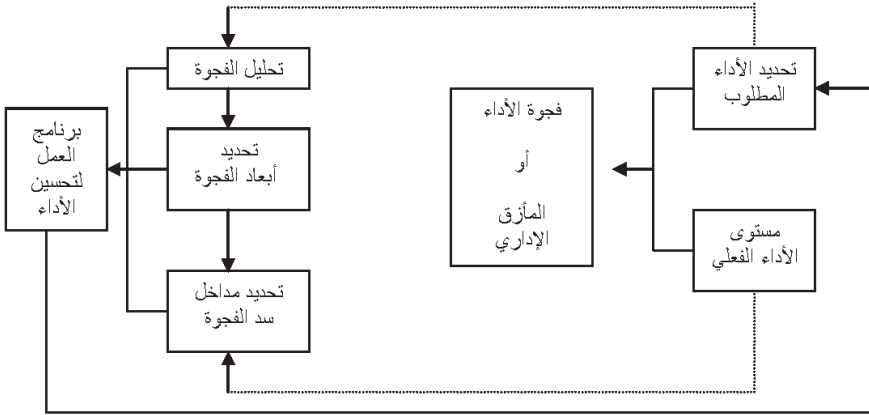 تحديد الأداء
المطلوب
مستوى
الأداء الفعلي
فجوة الأداء
أو
المأزق
الإداري
تحليل الفجوة
تحديد
أبعاد الفجوة
تحديد مداخل
سد الفجوة
برنامج
العمل
لتحسين
الأداء